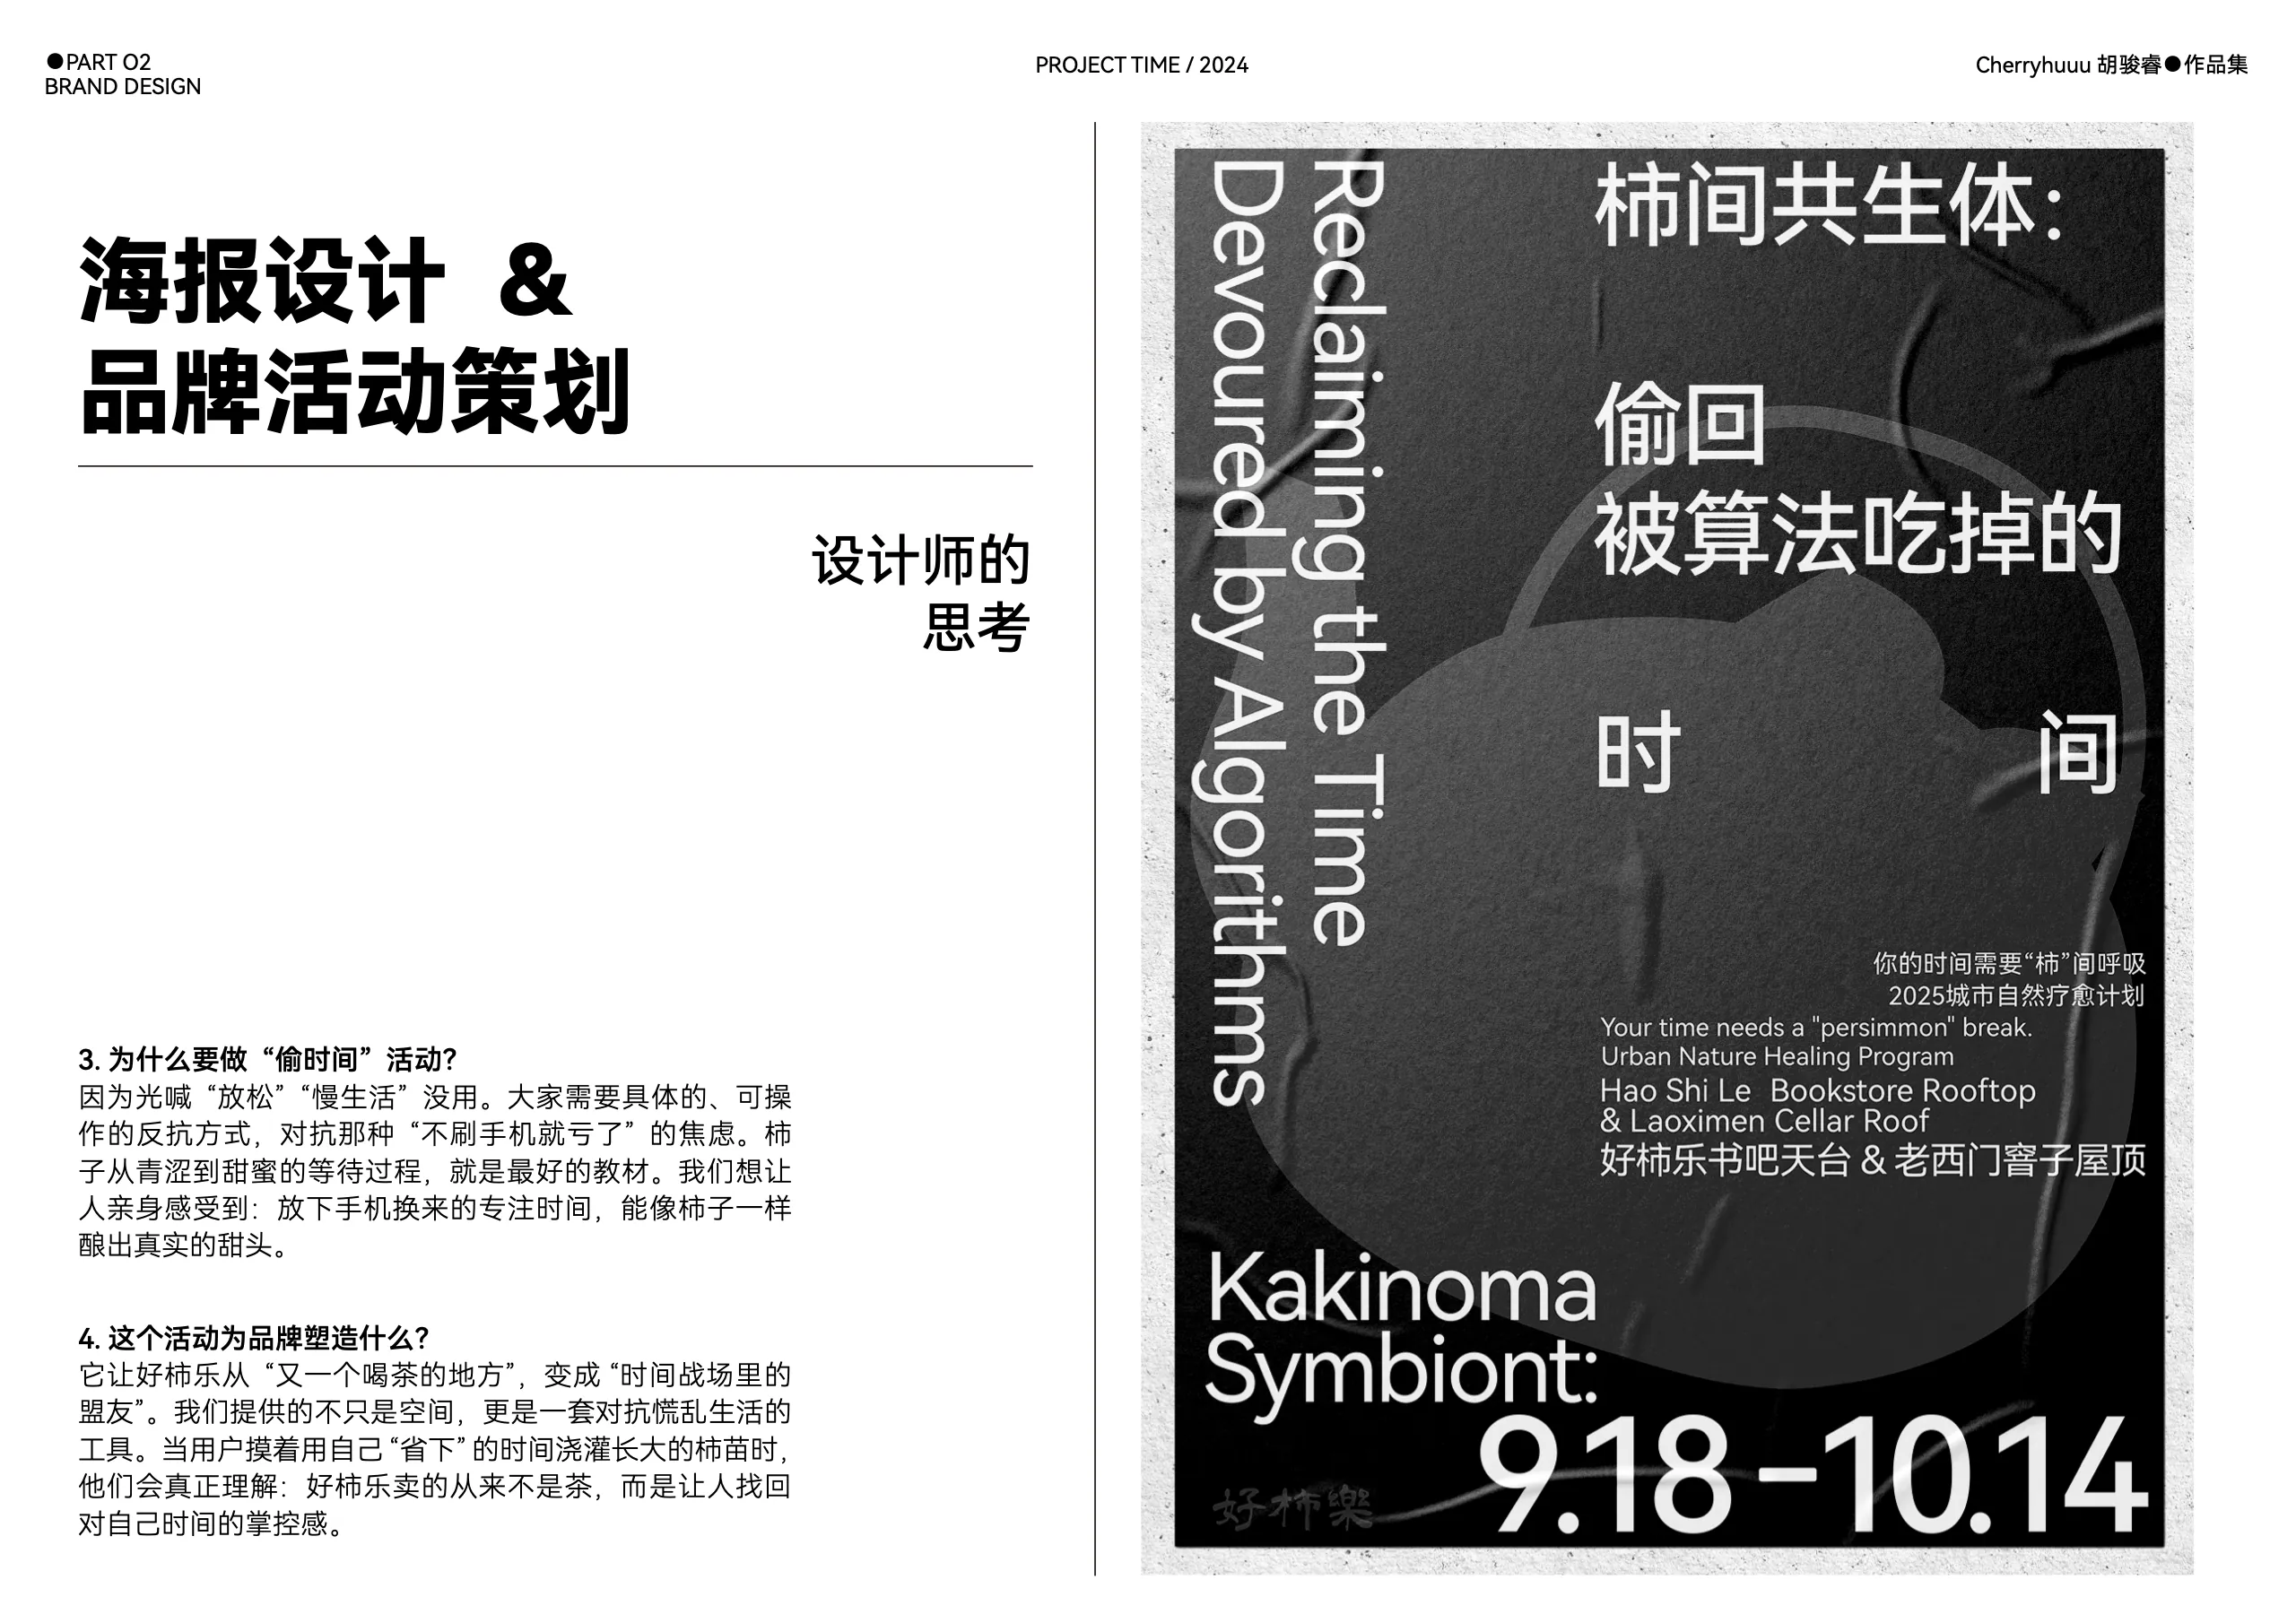 ●PART O2
BRAND DESIGN
PROJECT TIME / 2024
Cherryhuuu 胡骏睿●作品集
海报设计 &
品牌活动策划
设计师的
思考
3. 为什么要做“偷时间”活动？
因为光喊“放松”“慢生活”没用。大家需要具体的、可操
作的反抗方式，对抗那种“不刷手机就亏了”的焦虑。柿
子从青涩到甜蜜的等待过程，就是最好的教材。我们想让
人亲身感受到：放下手机换来的专注时间，能像柿子一样
酿出真实的甜头。
4. 这个活动为品牌塑造什么？
它让好柿乐从“又一个喝茶的地方”，变成“时间战场里的
盟友”。我们提供的不只是空间，更是一套对抗慌乱生活的
工具。当用户摸着用自己“省下”的时间浇灌长大的柿苗时，
他们会真正理解：好柿乐卖的从来不是茶，而是让人找回
对自己时间的掌控感。
Reclaiming the Time
Devoured by Algorithms
柿间共生体：
偷回
被算法吃掉的
时 间
你的时间需要“柿”间呼吸
2025城市自然疗愈计划
Your time needs a "persimmon" break.
Urban Nature Healing Program
Hao Shi Le Bookstore Rooftop
& Laoximen Cellar Roof
好柿乐书吧天台 & 老西门窖子屋顶
Kakinoma
Symbiont:
9.18-10.14
好柿樂